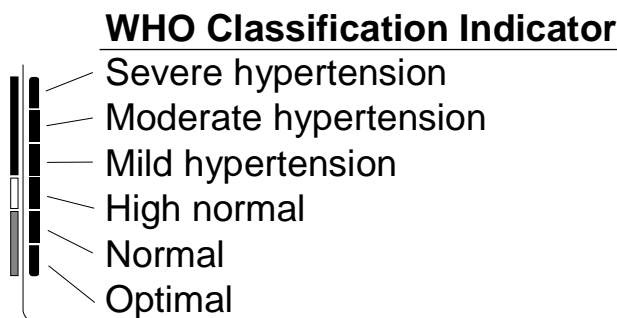 WHO Classification Indicator
Severe hypertension
Moderate hypertension
Mild hypertension
High normal
Normal
Optimal